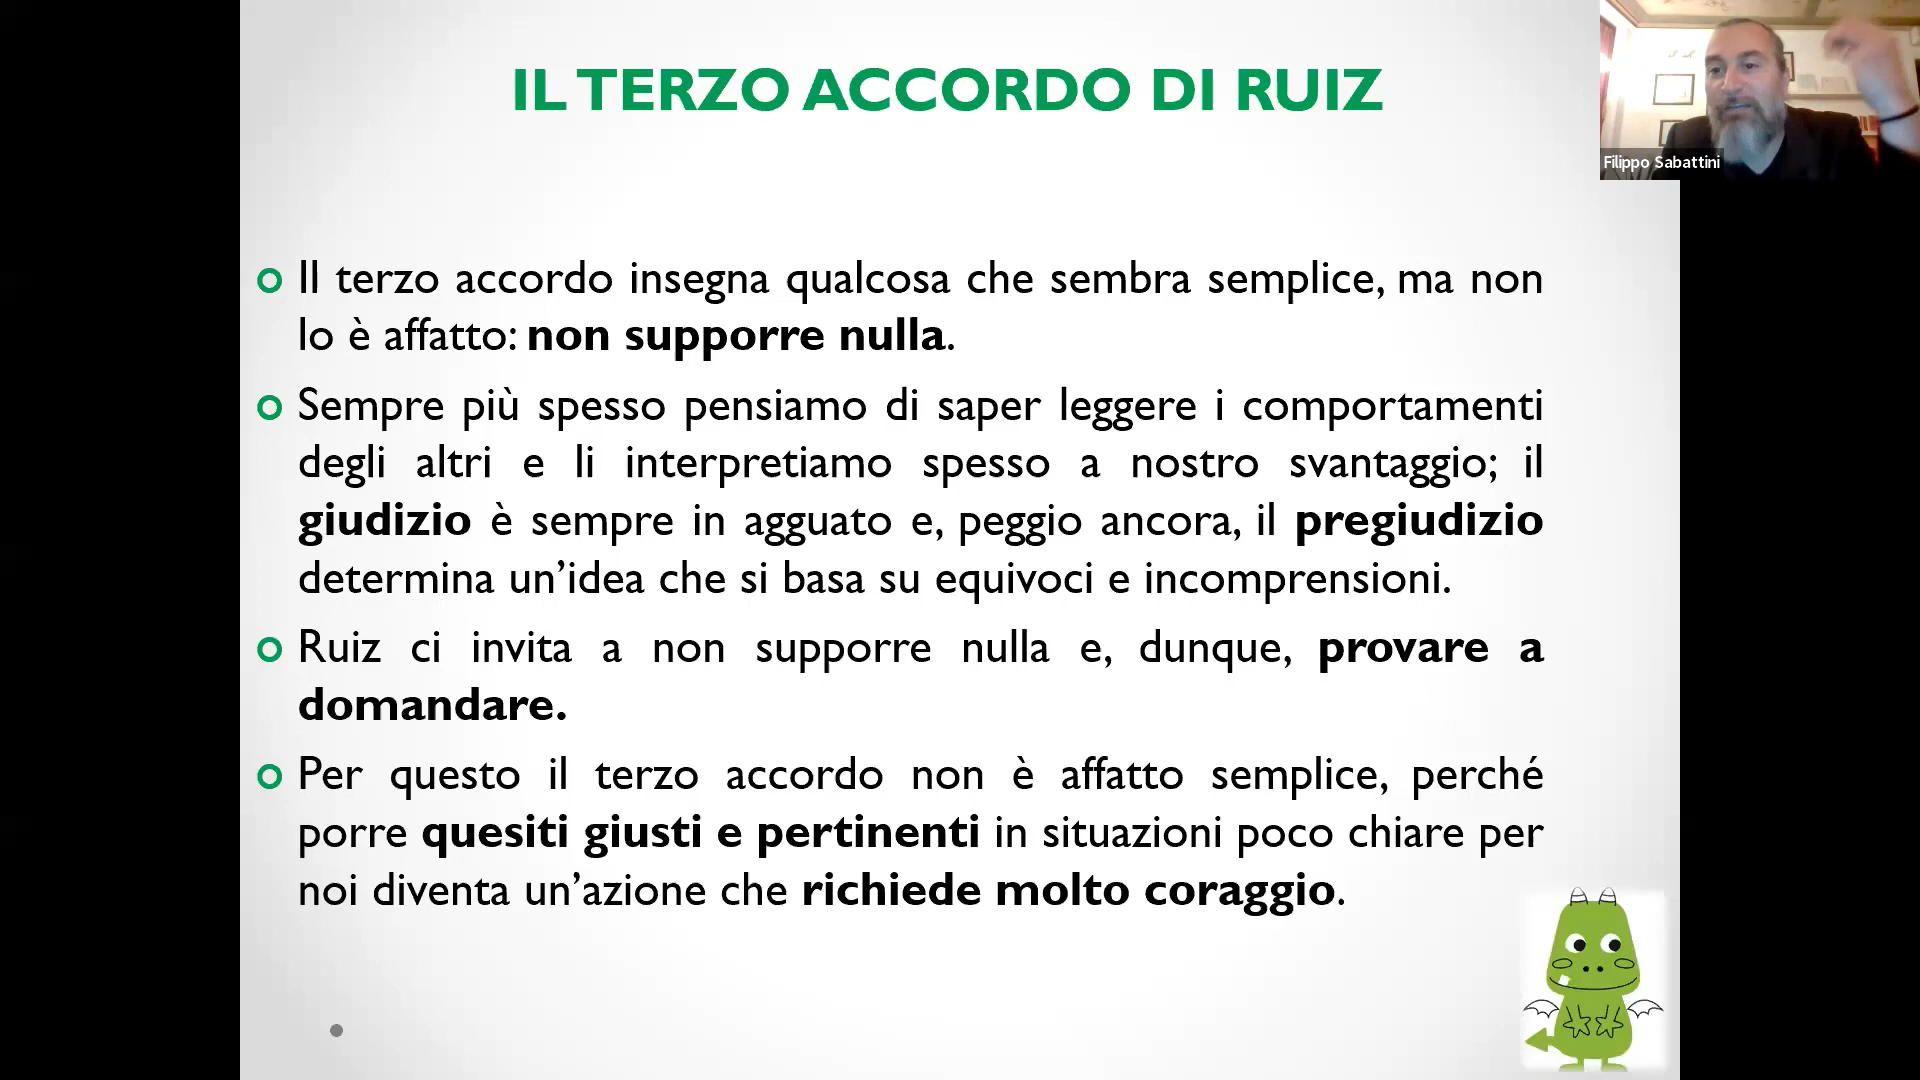 IL TERZO ACCORDO DI RUIZ
Filippo Sabattini
Il terzo accordo insegna qualcosa che sembra semplice, ma non
lo è affatto: non supporre nulla.
Sempre più spesso pensiamo di saper leggere i comportamenti
degli altri e li interpretiamo spesso a nostro svantaggio; il
giudizio è sempre in agguato e, peggio ancora, il pregiudizio
determina un’idea che si basa su equivoci e incomprensioni.
Ruiz ci invita a non supporre nulla e, dunque, provare a
domandare.
Per questo il terzo accordo non è affatto semplice, perché
porre quesiti giusti e pertinenti in situazioni poco chiare per
noi diventa un’azione che richiede molto coraggio.